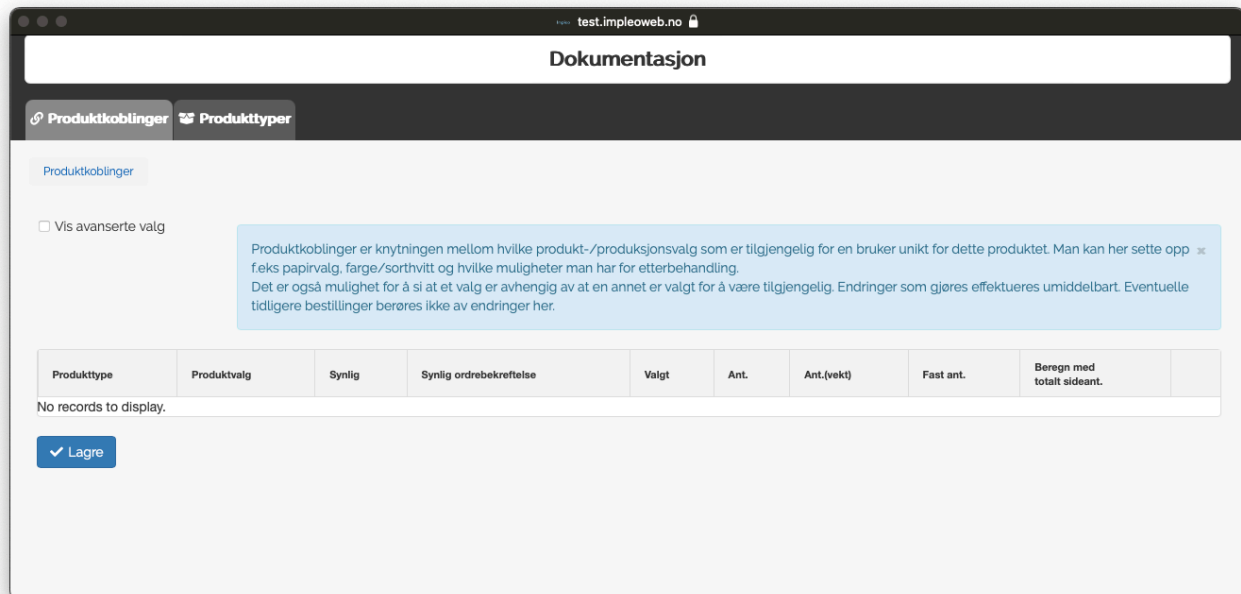 test.impleoweb.no
Dokumentasjon
Produktkoblinger Produkttyper
Produktkoblinger
Vis avanserte valg
Produktkoblinger er knytningen mellom hvilke produkt-/produksjonsvalg som er tilgjengelig for en bruker unikt for dette produktet. Man kan her sette opp
f.eks papirvalg, farge/sorthvitt og hvilke muligheter man har for etterbehandling.
Det er også mulighet for å si at et valg er avhengig av at en annet er valgt for å være tilgjengelig. Endringer som gjøres effektueres umiddelbart. Eventuelle
tidligere bestillinger berøres ikke av endringer her.
Produkttype Produktvalg Synlig Synlig ordrebekreftelse Valgt Ant. Ant.(vekt) Fast ant. Beregn med
totalt sideant.
No records to display.
Lagre